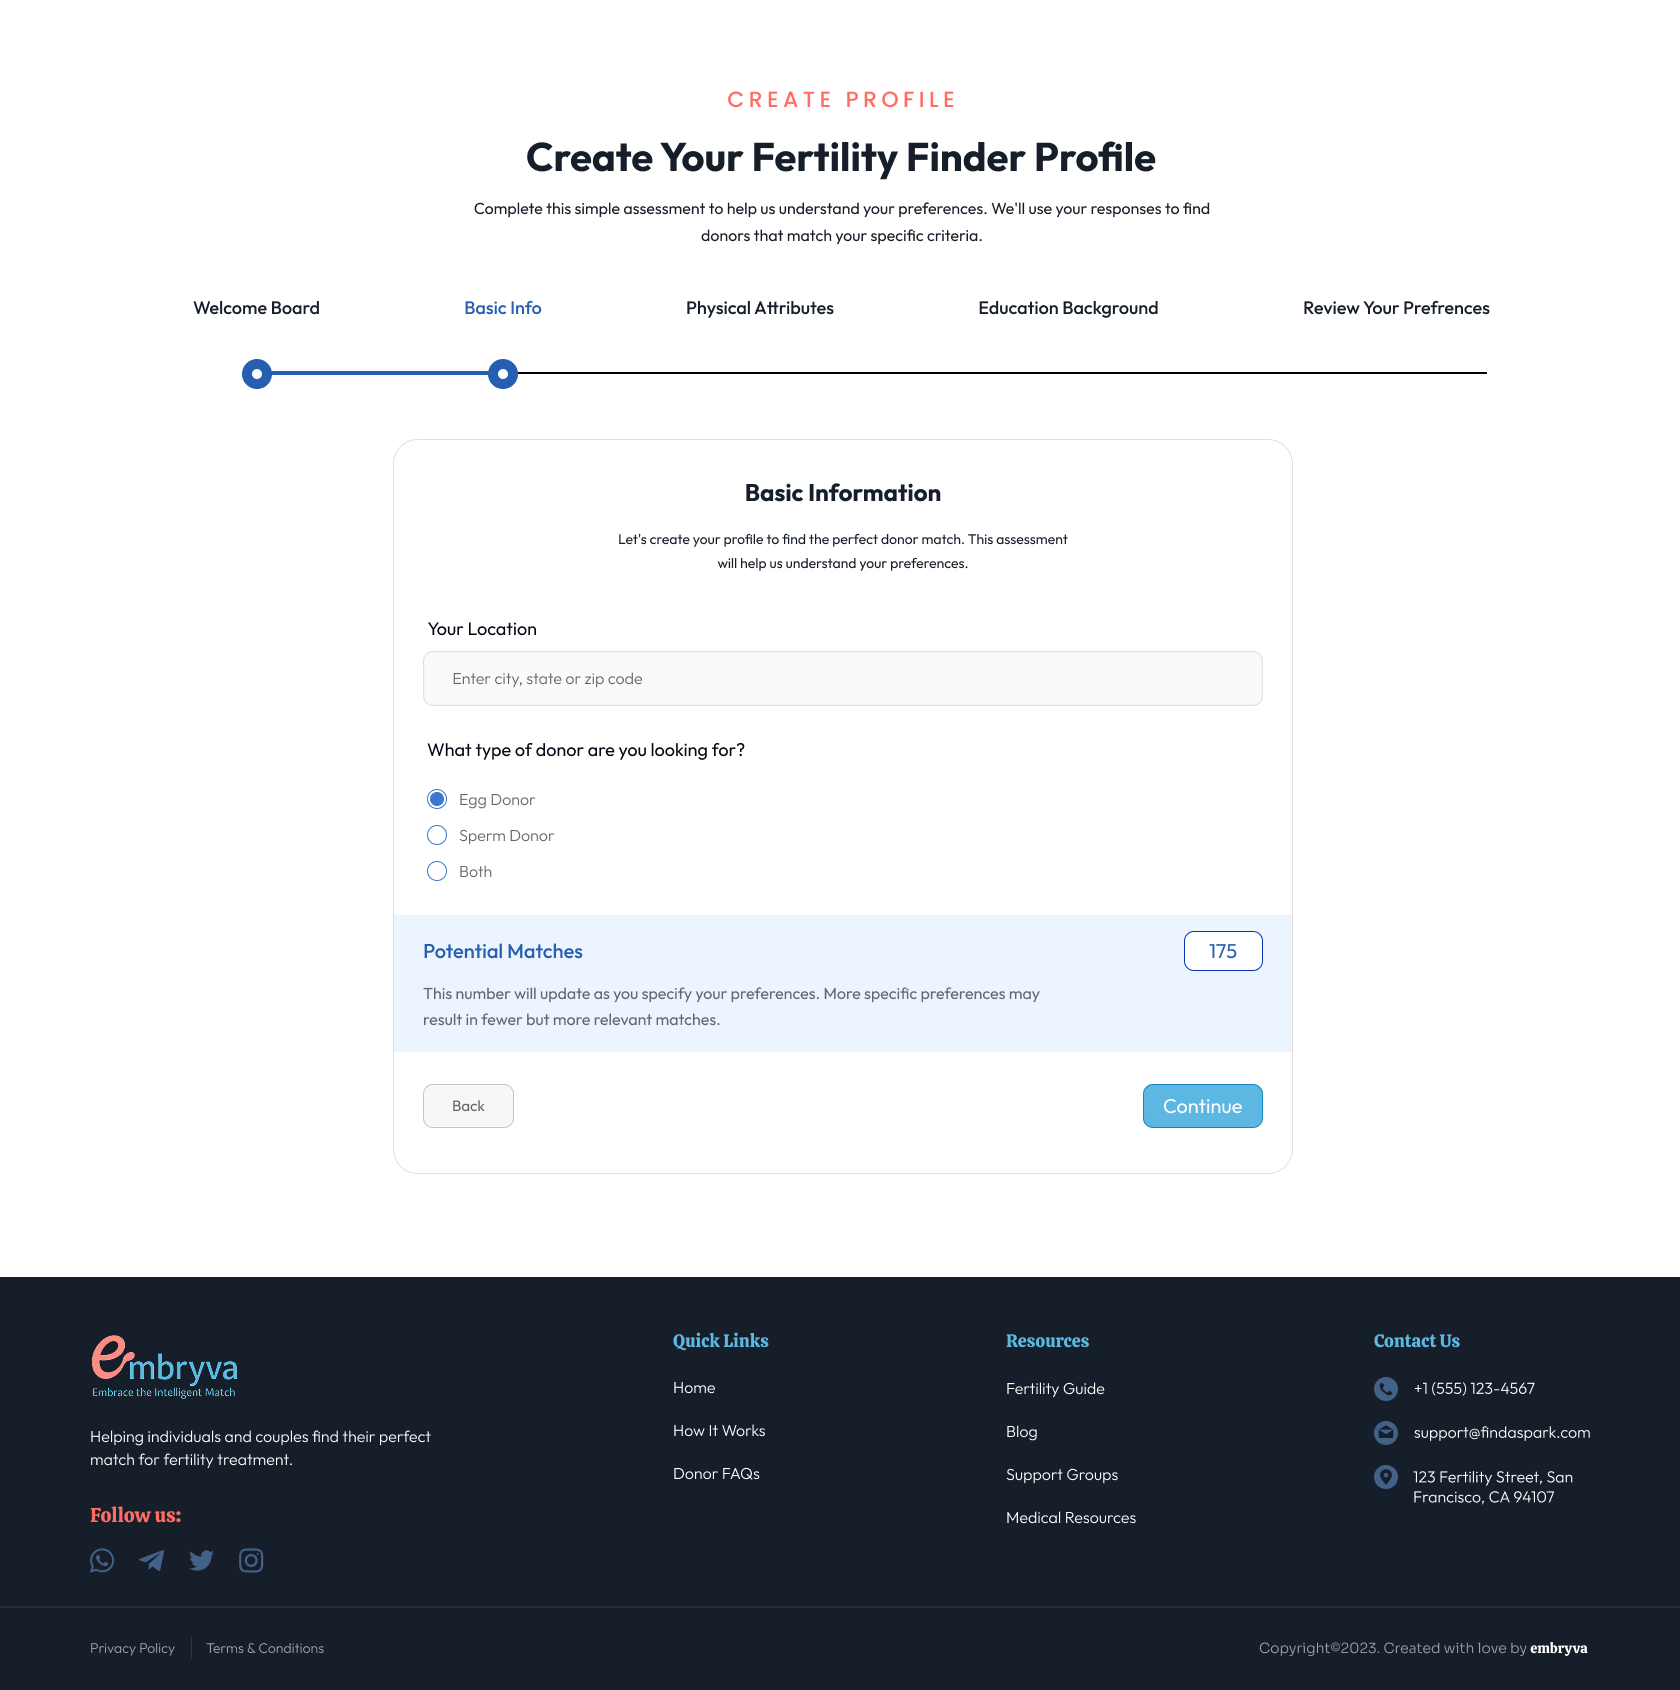 CREATE PROFILE
Create Your Fertility Finder Profile
Complete this simple assessment to help us understand your preferences. We'll use your responses to find
donors that match your specific criteria.
Welcome Board
Basic Info
Physical Attributes
Education Background
Review Your Prefrences
Basic Information
Let's create your profile to find the perfect donor match. This assessment
will help us understand your preferences.
Your Location
Enter city, state or zip code
What type of donor are you looking for?
Egg Donor
Sperm Donor
Both
Potential Matches
175
This number will update as you specify your preferences. More specific preferences may
result in fewer but more relevant matches.
Back
Continue
embryva
Embrace the Intelligent Match
Helping individuals and couples find their perfect
match for fertility treatment.
Follow us:
Quick Links
Home
How It Works
Donor FAQs
Resources
Fertility Guide
Blog
Support Groups
Medical Resources
Contact Us
+1 (555) 123-4567
support@findaspark.com
123 Fertility Street, San
Francisco, CA 94107
Privacy Policy
Terms & Conditions
Copyright©2023. Created with love by embryva